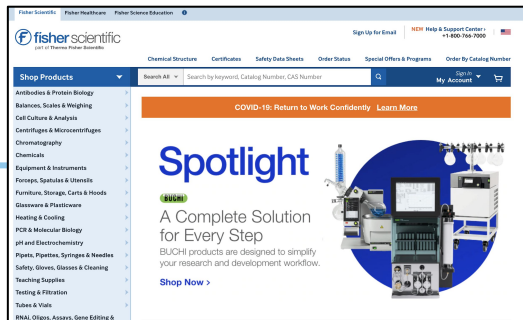 Fisher Scientific Fisher Healthcare Fisher Science Education
fisher scientific
part of Thermo Fisher Scientific
Sign Up for Email
NEW Help & Support Center ›
+1-800-766-7000
Chemical Structure Certificates Safety Data Sheets Order Status Special Offers & Programs Order By Catalog Number
Shop Products
Search All Search by keyword, Catalog Number, CAS Number
Sign In
My Account
Antibodies & Protein Biology
Balances, Scales & Weighing
Cell Culture & Analysis
Centrifuges & Microcentrifuges
Chromatography
Chemicals
Equipment & Instruments
Forceps, Spatulas & Utensils
Furniture, Storage, Carts & Hoods
Glassware & Plasticware
Heating & Cooling
PCR & Molecular Biology
pH and Electrochemistry
Pipets, Pipettes, Syringes & Needles
Safety, Gloves, Glasses & Cleaning
Teaching Supplies
Testing & Filtration
Tubes & Vials
RNAi, Oligos, Assays, Gene Editing &
COVID-19: Return to Work Confidently Learn More
Spotlight
BUCHI
A Complete Solution
for Every Step
BUCHI products are designed to simplify
your research and development workflow.
Shop Now >